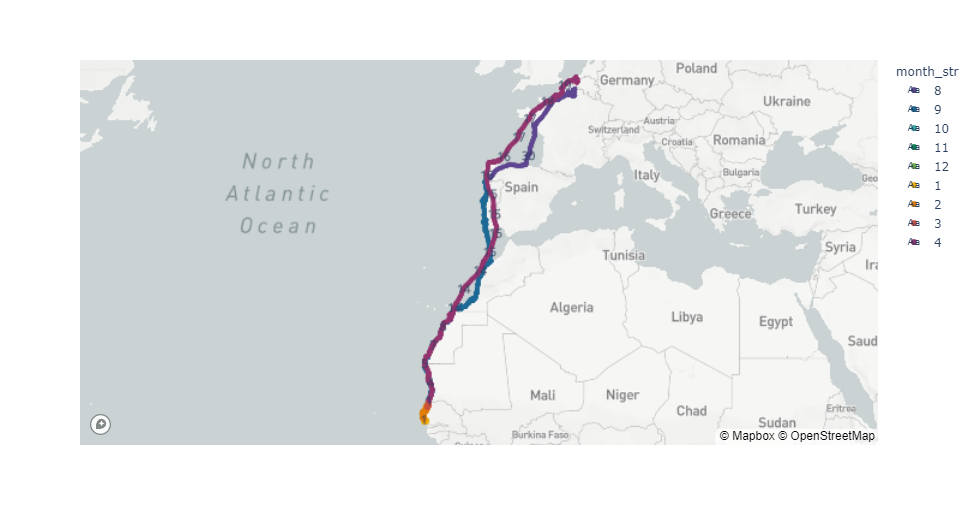 month_str
8
9
10
11
12
1
2
3
4
Poland
Germany
Ukraine
Austria
Switzerland
Croatia
Romania
Bulgaria
Italy
Spain
Greece
Turkey
North
Atlantic
Ocean
Tunisia
Syria
Algeria
Libya
Egypt
Mali
Niger
Chad
Sudan
Eritrea
Burkina Faso
© Mapbox © OpenStreetMap